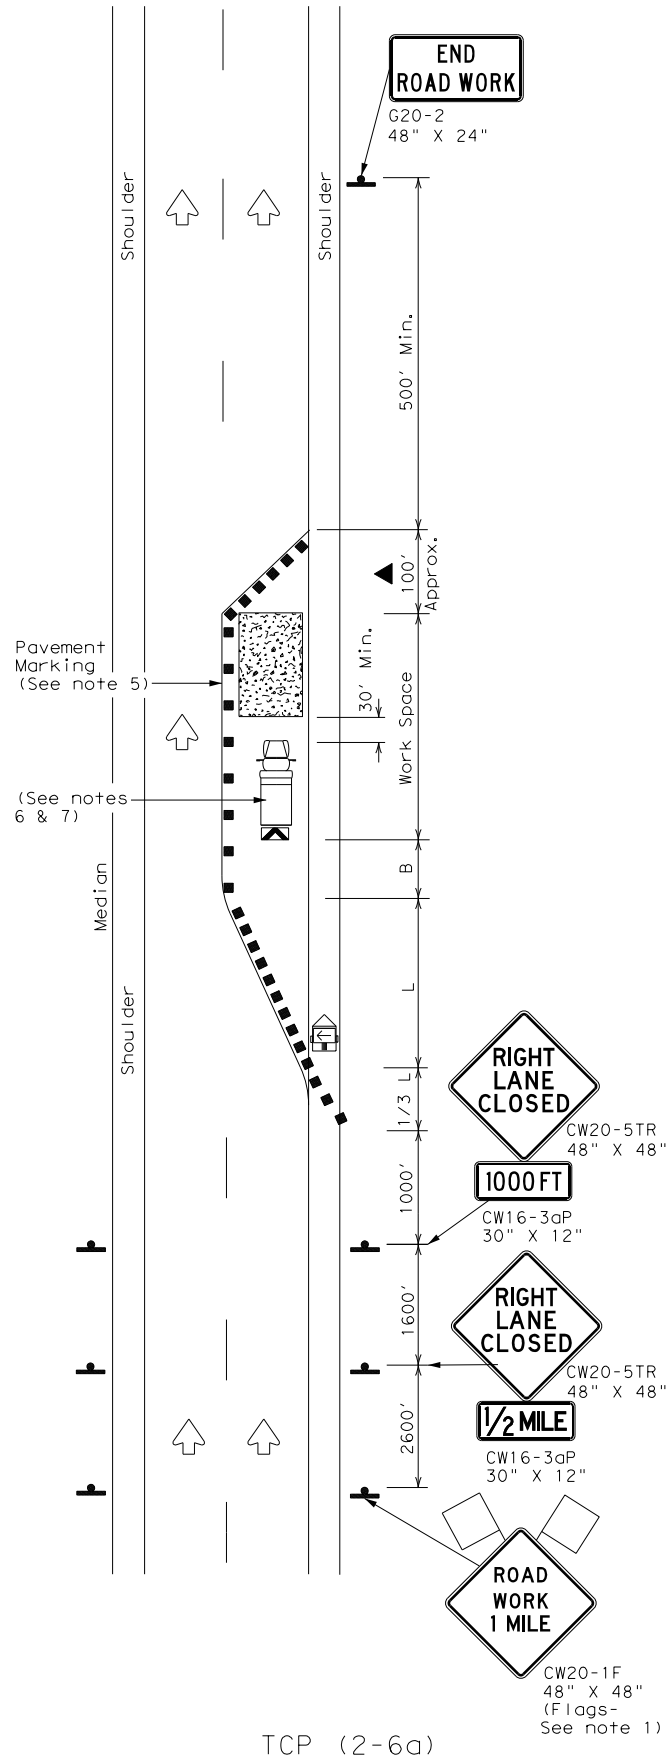 END
ROAD WORK
G20-2
48" X 24"
Shoulder
Shoulder
500' Min.
100'
Approx.
Pavement
Marking
(See note 5)
30' Min.
Work Space
(See notes
6 & 7)
B
Median
L
Shoulder
1/3 L
RIGHT
LANE
CLOSED
CW20-5TR
48" X 48"
1000 FT
CW16-3aP
30" X 12"
1000'
1600'
RIGHT
LANE
CLOSED
CW20-5TR
48" X 48"
1/2 MILE
CW16-3aP
30" X 12"
2600'
ROAD
WORK
1 MILE
CW20-1F
48" X 48"
(Flags-
See note 1)
TCP (2-6a)